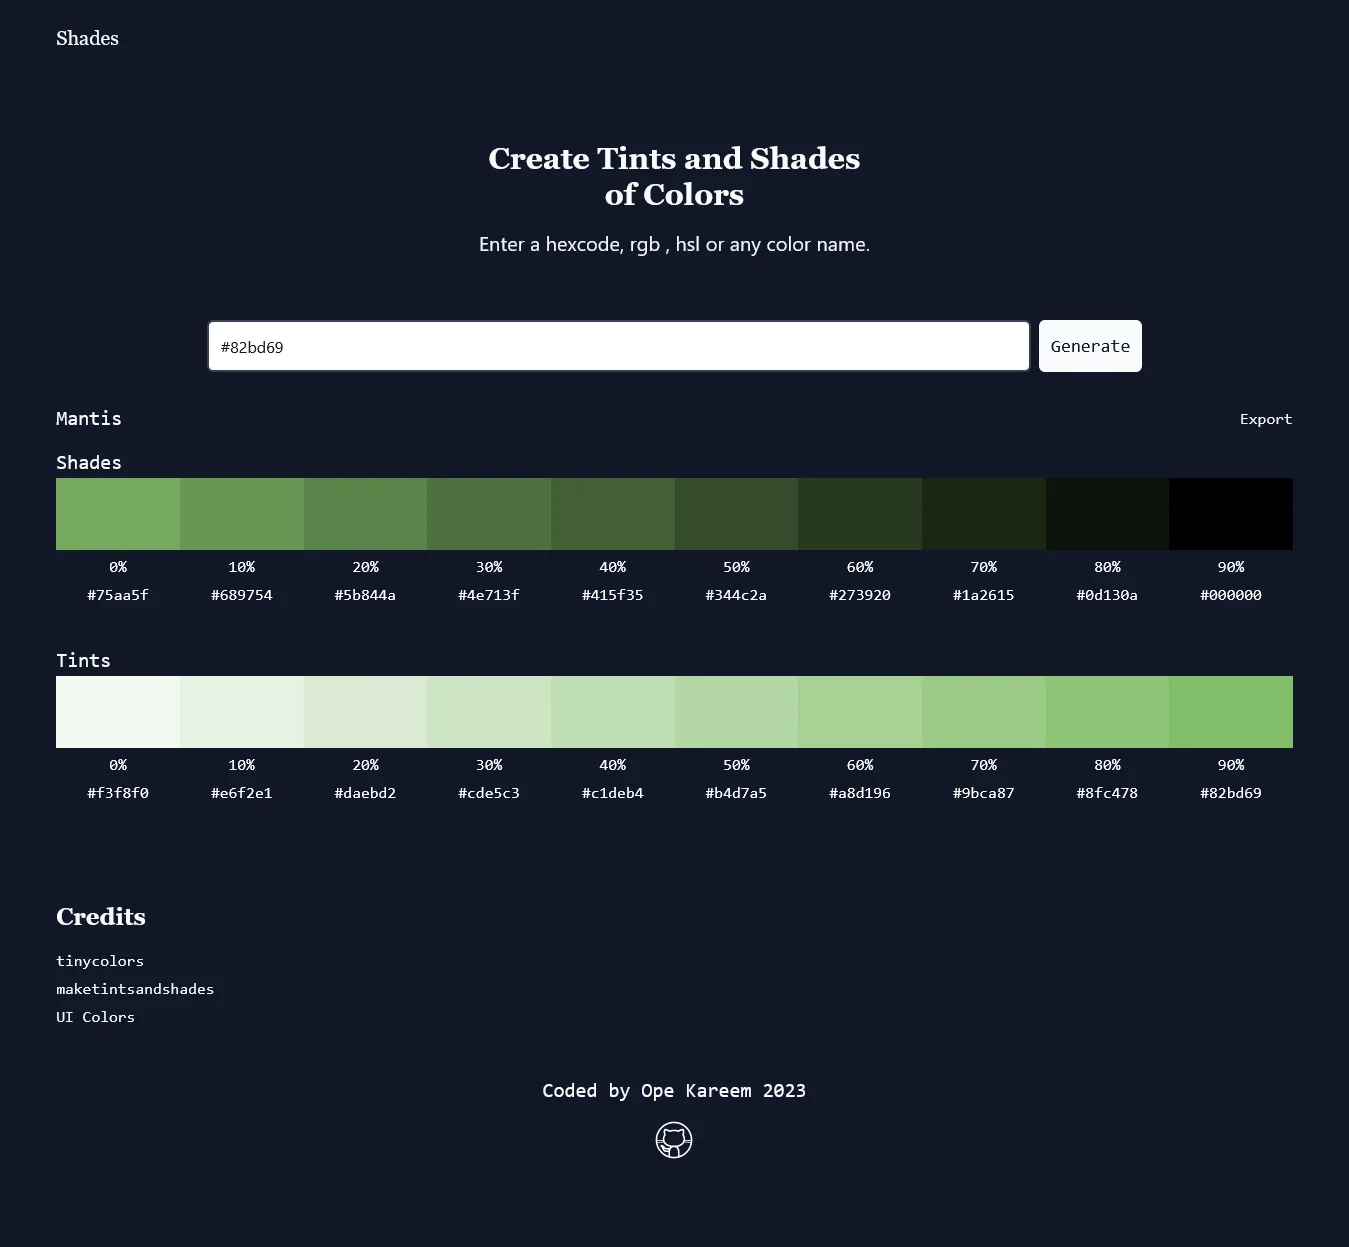 Shades
Create Tints and Shades
of Colors
Enter a hexcode, rgb , hsl or any color name.
#82bd69
Generate
Mantis
Export
Shades
0% 10% 20% 30% 40% 50% 60% 70% 80% 90%
#75aa5f #689754 #5b844a #4e713f #415f35 #344c2a #273920 #1a2615 #0d130a #000000
Tints
0% 10% 20% 30% 40% 50% 60% 70% 80% 90%
#f3f8f0 #e6f2e1 #daebd2 #cde5c3 #c1deb4 #b4d7a5 #a8d196 #9bca87 #8fc478 #82bd69
Credits
tinycolors
maketintsandshades
UI Colors
Coded by Ope Kareem 2023